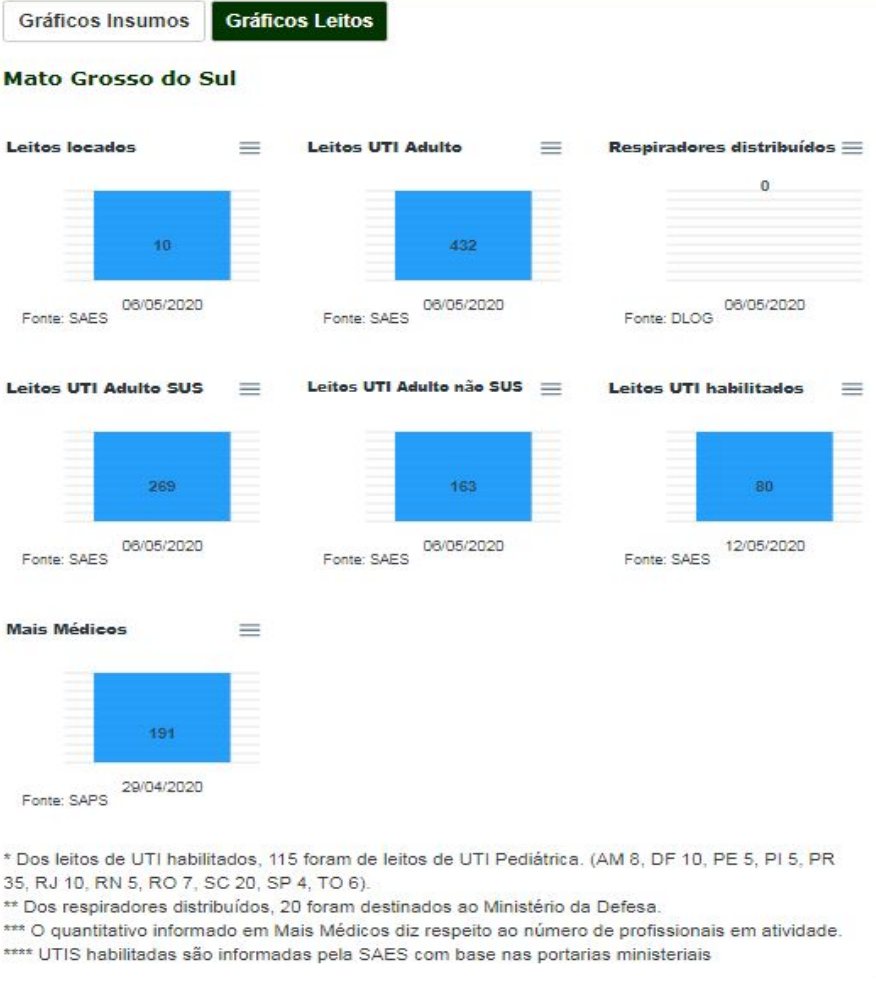 Gráficos Insumos Gráficos Leitos
Mato Grosso do Sul
Leitos locados
10
06/05/2020
Fonte: SAES
Leitos UTI Adulto
432
06/05/2020
Fonte: SAES
Respiradores distribuídos
0
06/05/2020
Fonte: DLOG
Leitos UTI Adulto SUS
269
06/05/2020
Fonte: SAES
Leitos UTI Adulto não SUS
163
06/05/2020
Fonte: SAES
Leitos UTI habilitados
80
12/05/2020
Fonte: SAES
Mais Médicos
191
29/04/2020
Fonte: SAPS
* Dos leitos de UTI habilitados, 115 foram de leitos de UTI Pediátrica. (AM 8, DF 10, PE 5, PI 5, PR
35, RJ 10, RN 5, RO 7, SC 20, SP 4, TO 6).
** Dos respiradores distribuídos, 20 foram destinados ao Ministério da Defesa.
*** O quantitativo informado em Mais Médicos diz respeito ao número de profissionais em atividade.
**** UTIS habilitadas são informadas pela SAES com base nas portarias ministeriais